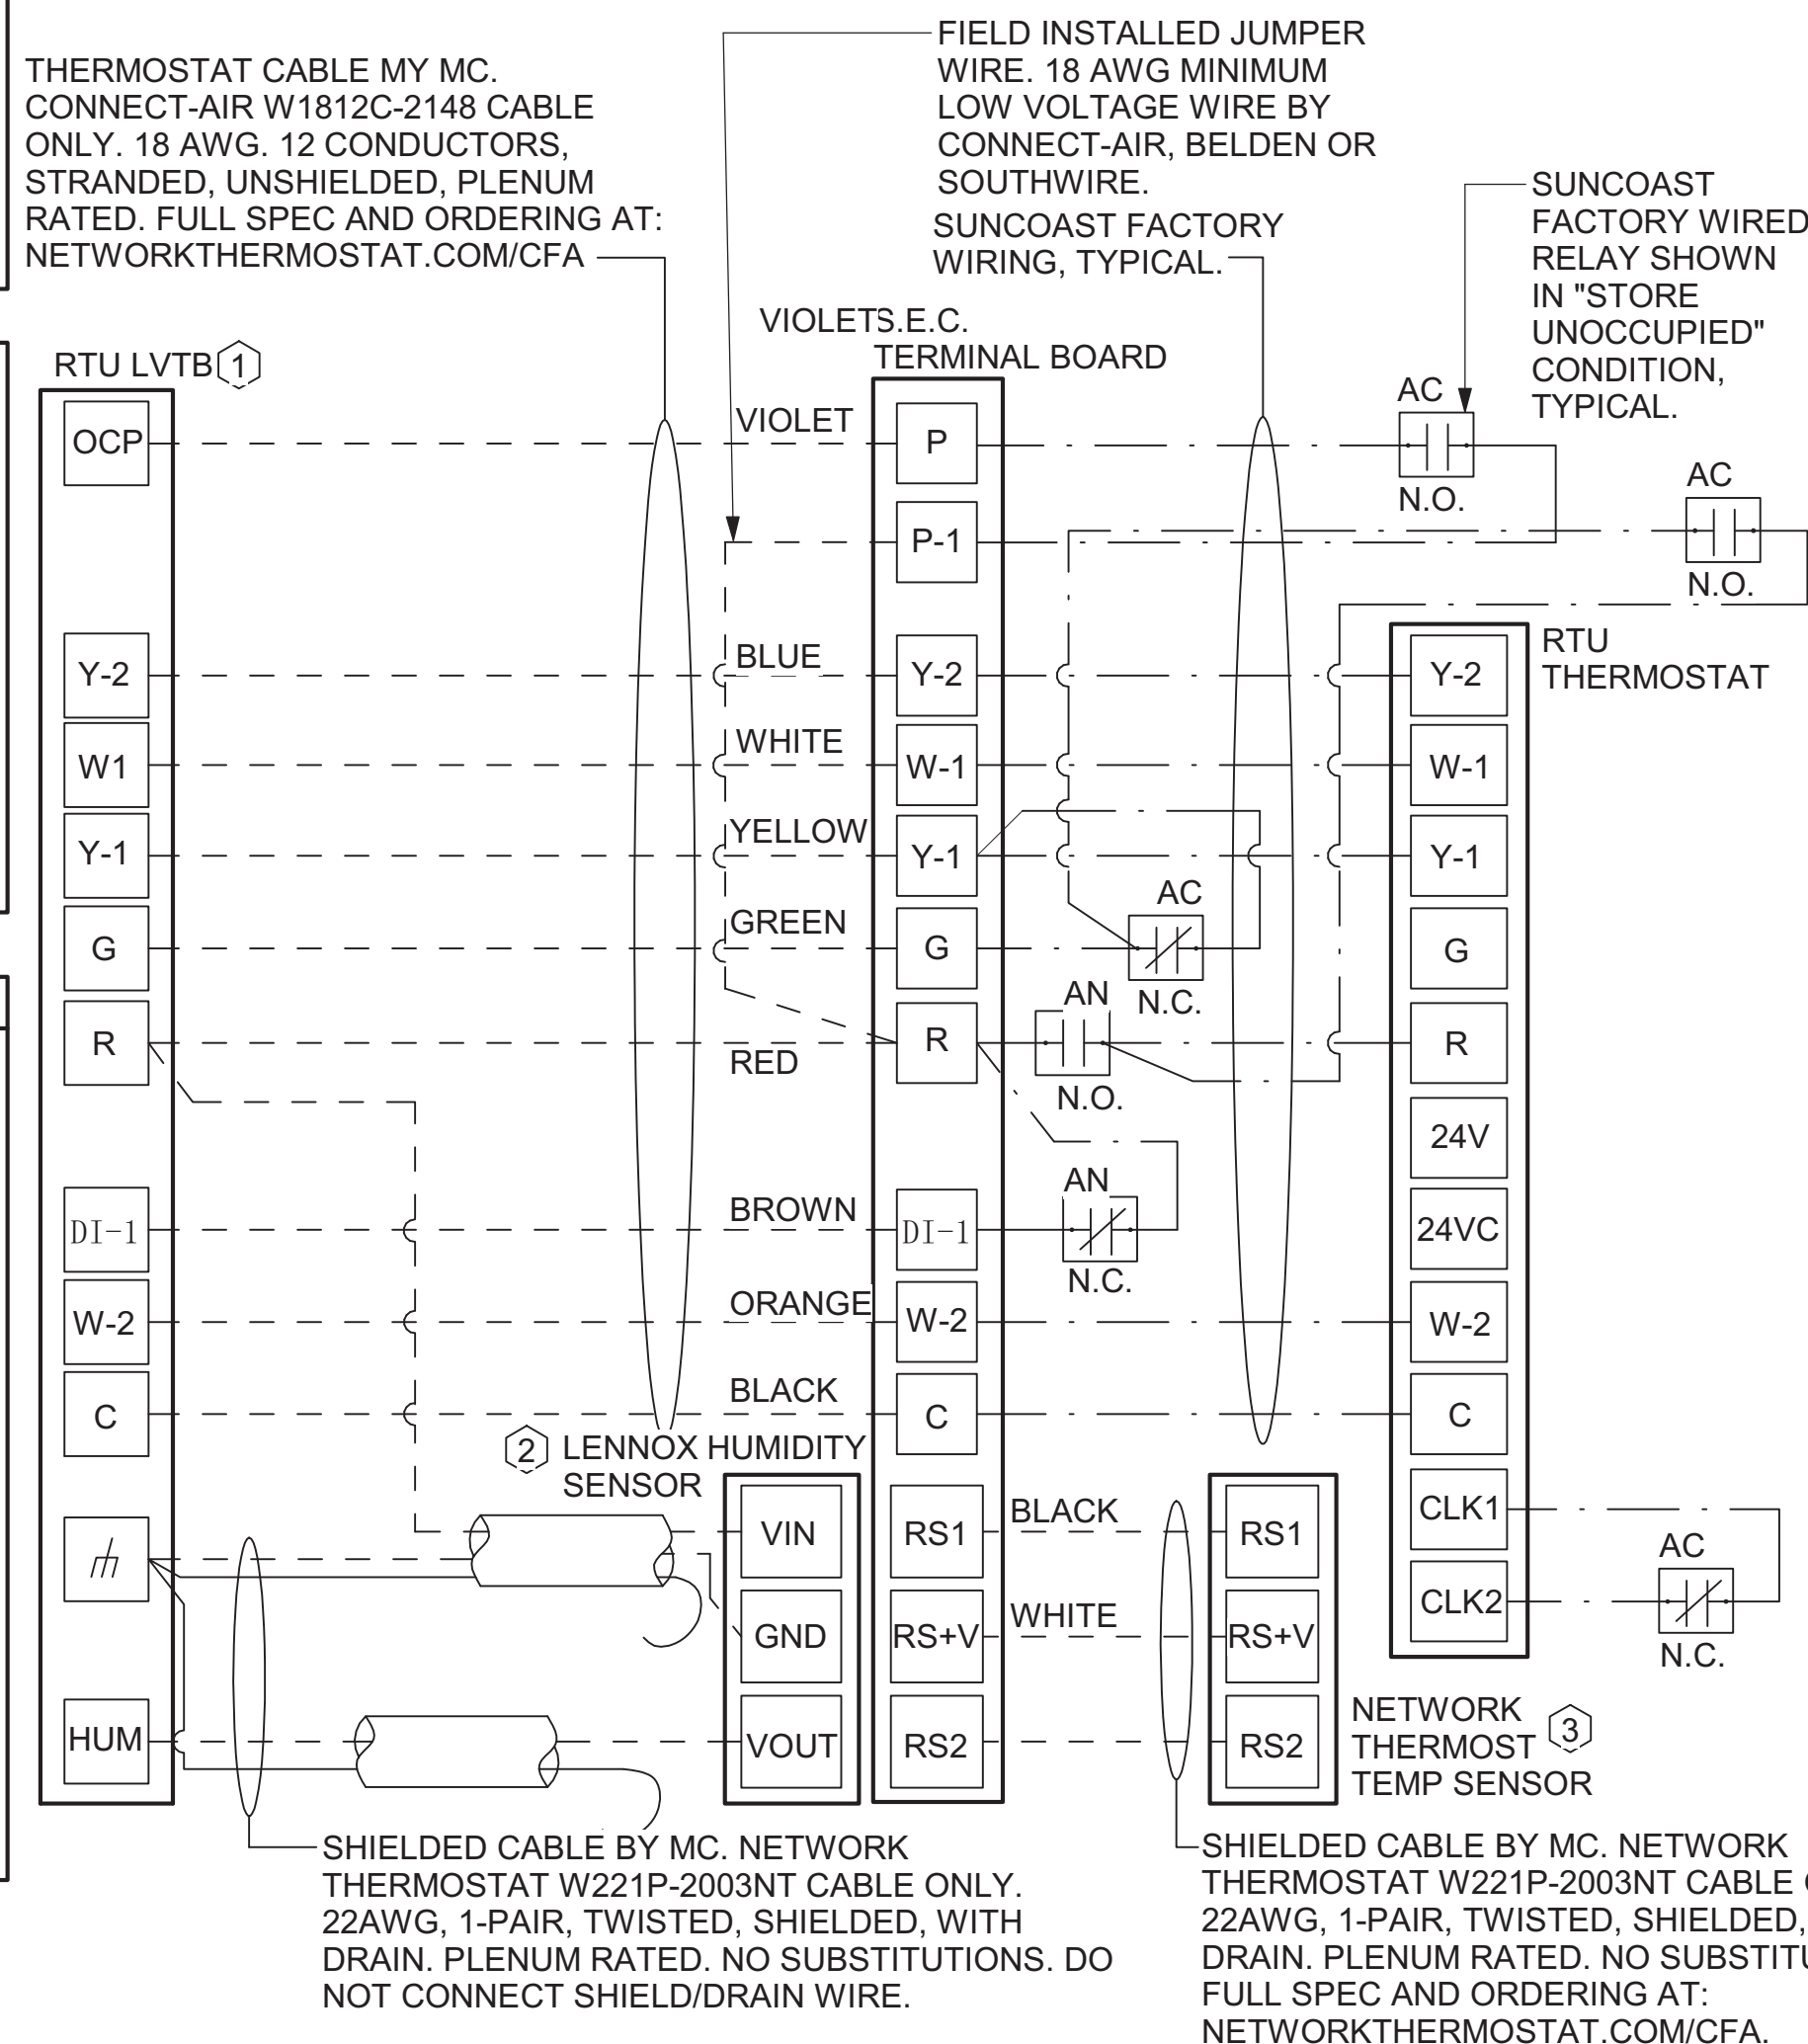 THERMOSTAT CABLE MY MC.
CONNECT-AIR W1812C-2148 CABLE
ONLY. 18 AWG. 12 CONDUCTORS,
STRANDED, UNSHIELDED, PLENUM
RATED. FULL SPEC AND ORDERING AT:
NETWORKTHERMOSTAT.COM/CFA
FIELD INSTALLED JUMPER
WIRE. 18 AWG MINIMUM
LOW VOLTAGE WIRE BY
CONNECT-AIR, BELDEN OR
SOUTHWIRE.
SUNCOAST FACTORY
WIRING, TYPICAL.
SUNCOAST
FACTORY WIRED
RELAY SHOWN
IN "STORE
UNOCCUPIED"
CONDITION,
TYPICAL.
RTU LVTB 1
OCP
Y-2
W1
Y-1
G
R
DI-1
W-2
C
HUM
VIOLET
VIOLET
BLUE
WHITE
YELLOW
GREEN
RED
BROWN
ORANGE
BLACK
S.E.C.
TERMINAL BOARD
P
P-1
Y-2
W-1
Y-1
G
R
DI-1
W-2
C
RS1
RS+V
RS2
AC
N.O.
AC
N.O.
AC
N.C.
AN
N.O.
AN
N.C.
RTU
THERMOSTAT
Y-2
W-1
Y-1
G
R
24V
24VC
W-2
C
CLK1
CLK2
AC
N.C.
2 LENNOX HUMIDITY
SENSOR
VIN
GND
VOUT
BLACK
WHITE
RS1
RS+V
RS2
NETWORK
THERMOST 3
TEMP SENSOR
SHIELDED CABLE BY MC. NETWORK
THERMOSTAT W221P-2003NT CABLE ONLY.
22AWG, 1-PAIR, TWISTED, SHIELDED, WITH
DRAIN. PLENUM RATED. NO SUBSTITUTIONS. DO
NOT CONNECT SHIELD/DRAIN WIRE.
SHIELDED CABLE BY MC. NETWORK
THERMOSTAT W221P-2003NT CABLE
22AWG, 1-PAIR, TWISTED, SHIELDED,
DRAIN. PLENUM RATED. NO
FULL SPEC AND ORDERING AT:
NETWORKTHERMOSTAT.COM/CFA.